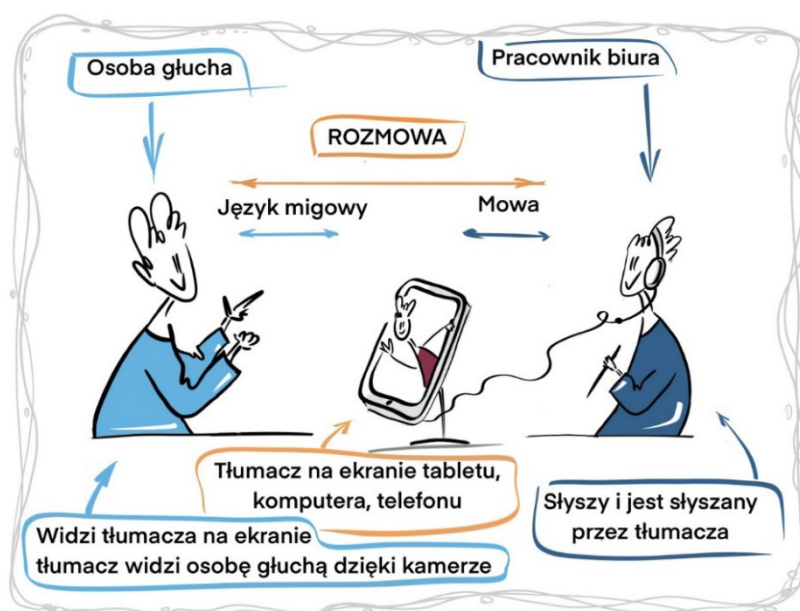 Osoba głucha
Pracownik biura
ROZMOWA
Język migowy
Mowa
Tłumacz na ekranie tabletu,
komputera, telefonu
Widzi tłumacza na ekranie
tłumacz widzi osobę głuchą dzięki kamerze
Słyszy i jest słyszany
przez tłumacza